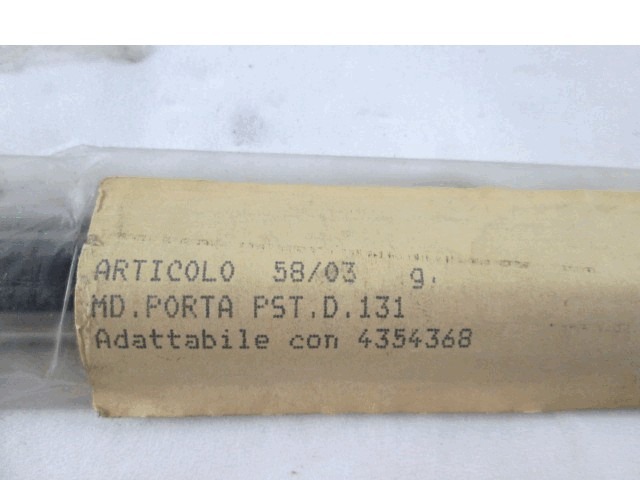 ARTICOLO 58/03 g.
MD.PORTA PST.D.131
Adattabile con 4354368